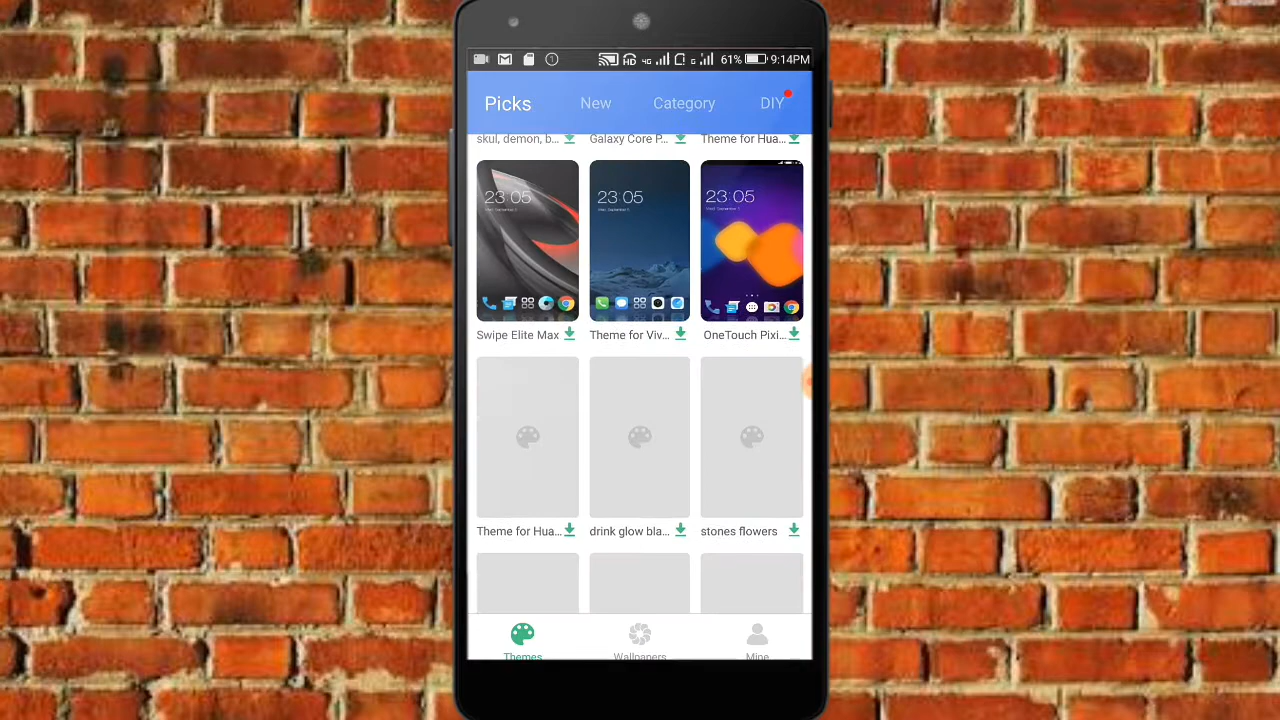 61% 9:14PM
Picks New Category DIY
skul, demon, b... Galaxy Core P... Theme for Hua...
23:05 23:05 23:05
Swipe Elite Max Theme for Viv... OneTouch Pixi...
Theme for Hua... drink glow bla... stones flowers
Themes Wallpapers Mine